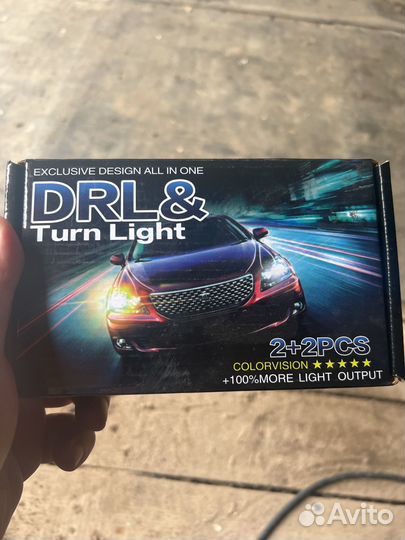 EXCLUSIVE DESIGN ALL IN ONE
DRL&
Turn Light
2+2PCS
COLORVISION ★★★★★
+100%MORE LIGHT OUTPUT
Avito